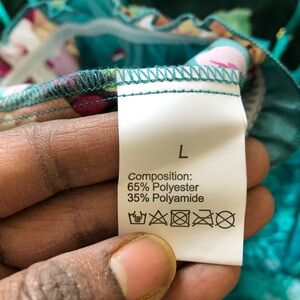 L
Composition:
65% Polyester
35% Polyamide